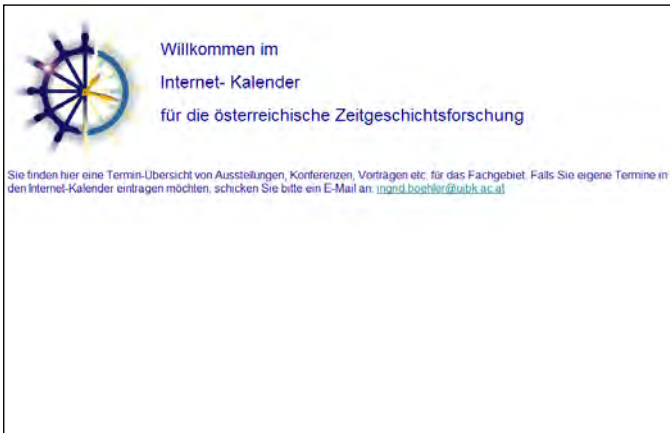 Willkommen im
Internet- Kalender
für die österreichische Zeitgeschichtsforschung
Sie finden hier eine Termin-Übersicht von Ausstellungen, Konferenzen, Vorträgen etc. für das Fachgebiet. Falls Sie eigene Termine in
den Internet-Kalender eintragen möchten, schicken Sie bitte ein E-Mail an: ingrid.boehler@uibk.ac.at